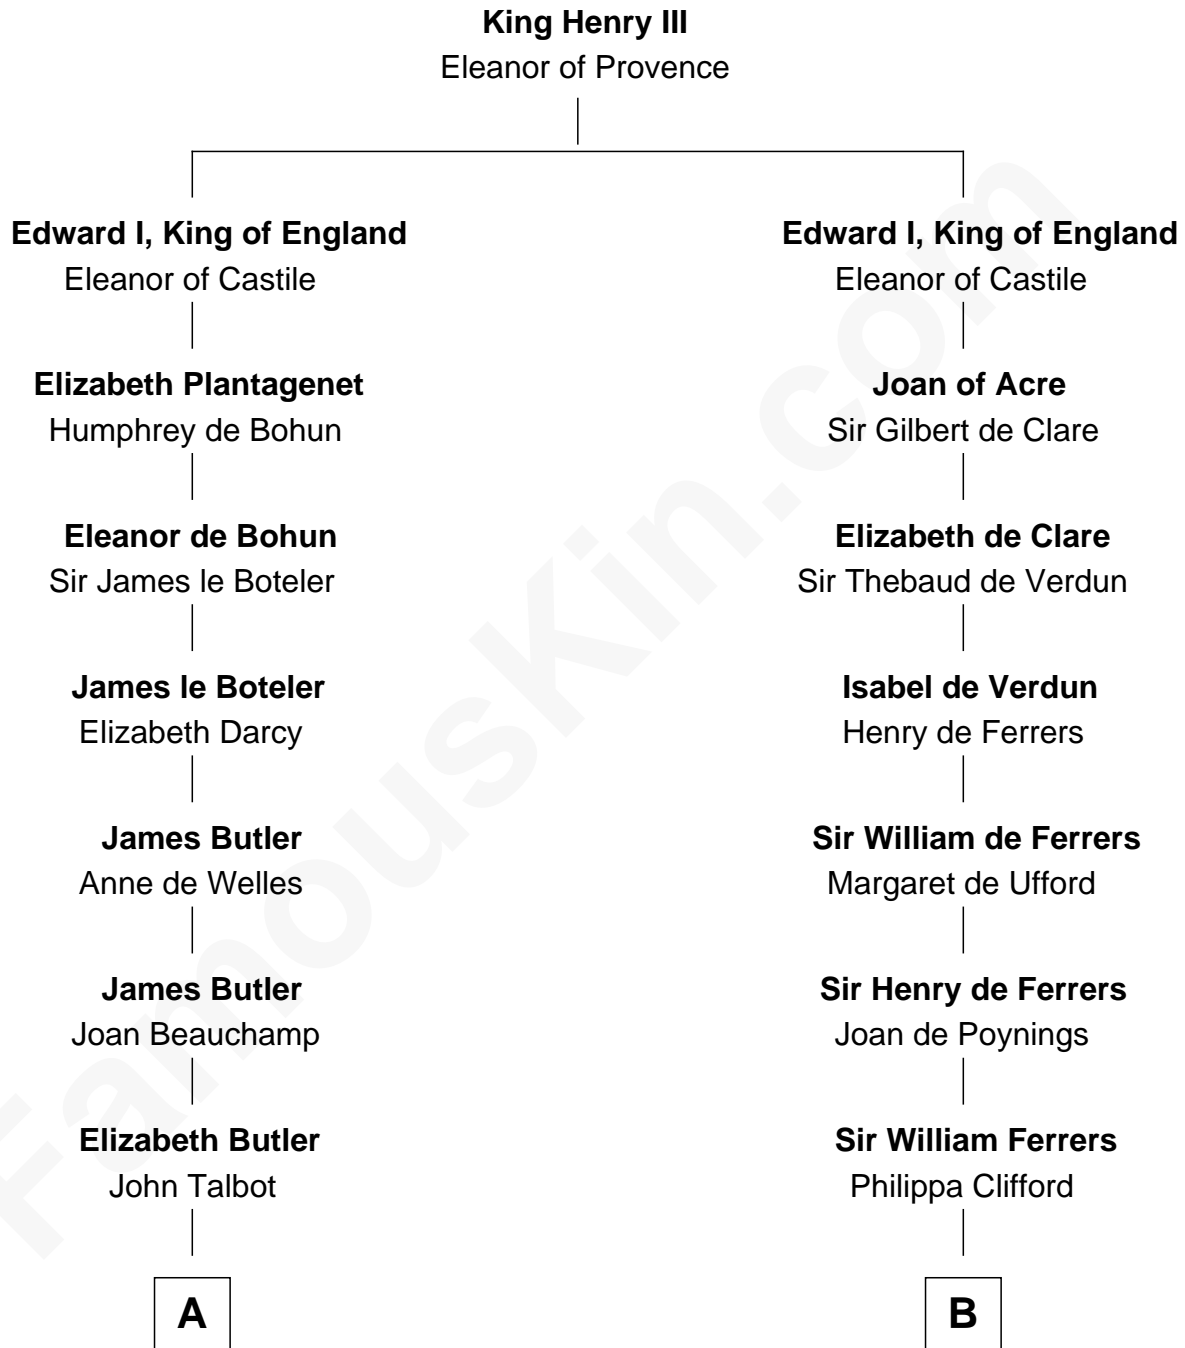 King Henry III
Eleanor of Provence
Edward I, King of England
Eleanor of Castile
Edward I, King of England
Eleanor of Castile
Elizabeth Plantagenet
Humphrey de Bohun
Joan of Acre
Sir Gilbert de Clare
Eleanor de Bohun
Sir James le Boteler
Elizabeth de Clare
Sir Thebaud de Verdun
James le Boteler
Elizabeth Darcy
Isabel de Verdun
Henry de Ferrers
James Butler
Anne de Welles
Sir William de Ferrers
Margaret de Ufford
James Butler
Joan Beauchamp
Sir Henry de Ferrers
Joan de Poynings
Elizabeth Butler
John Talbot
Sir William Ferrers
Philippa Clifford
A
B
FamousKin.com